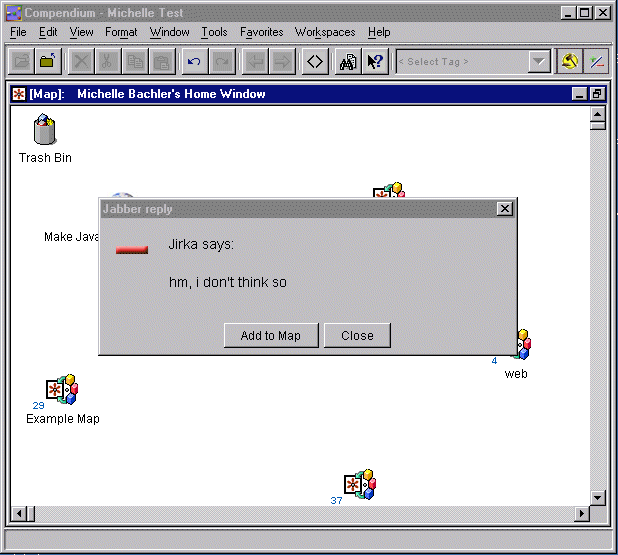 Compendium - Michelle Test
File Edit View Format Window Tools Favorites Workspaces Help
< Select Tag >
[Map]: Michelle Bachler's Home Window
Trash Bin
Make Java
Jabber reply
Jirka says:
hm, i don't think so
Add to Map Close
4
web
29
Example Map
37